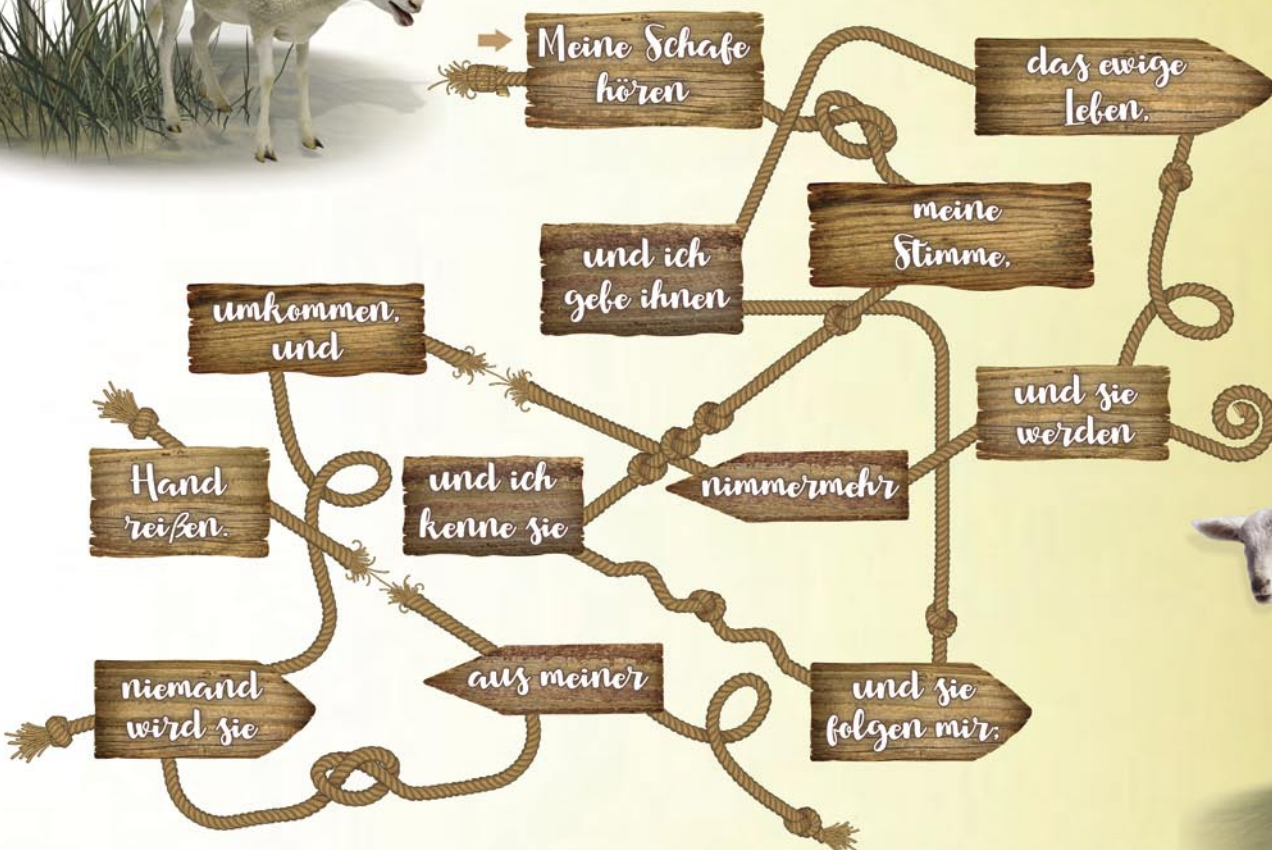 Meine Schafe
hören
meine
Stimme,
und ich
kenne sie
und sie
folgen mir;
und ich
gebe ihnen
das ewige
Leben,
und sie
werden
nimmermehr
umkommen,
und
niemand
wird sie
aus meiner
Hand
reißen.